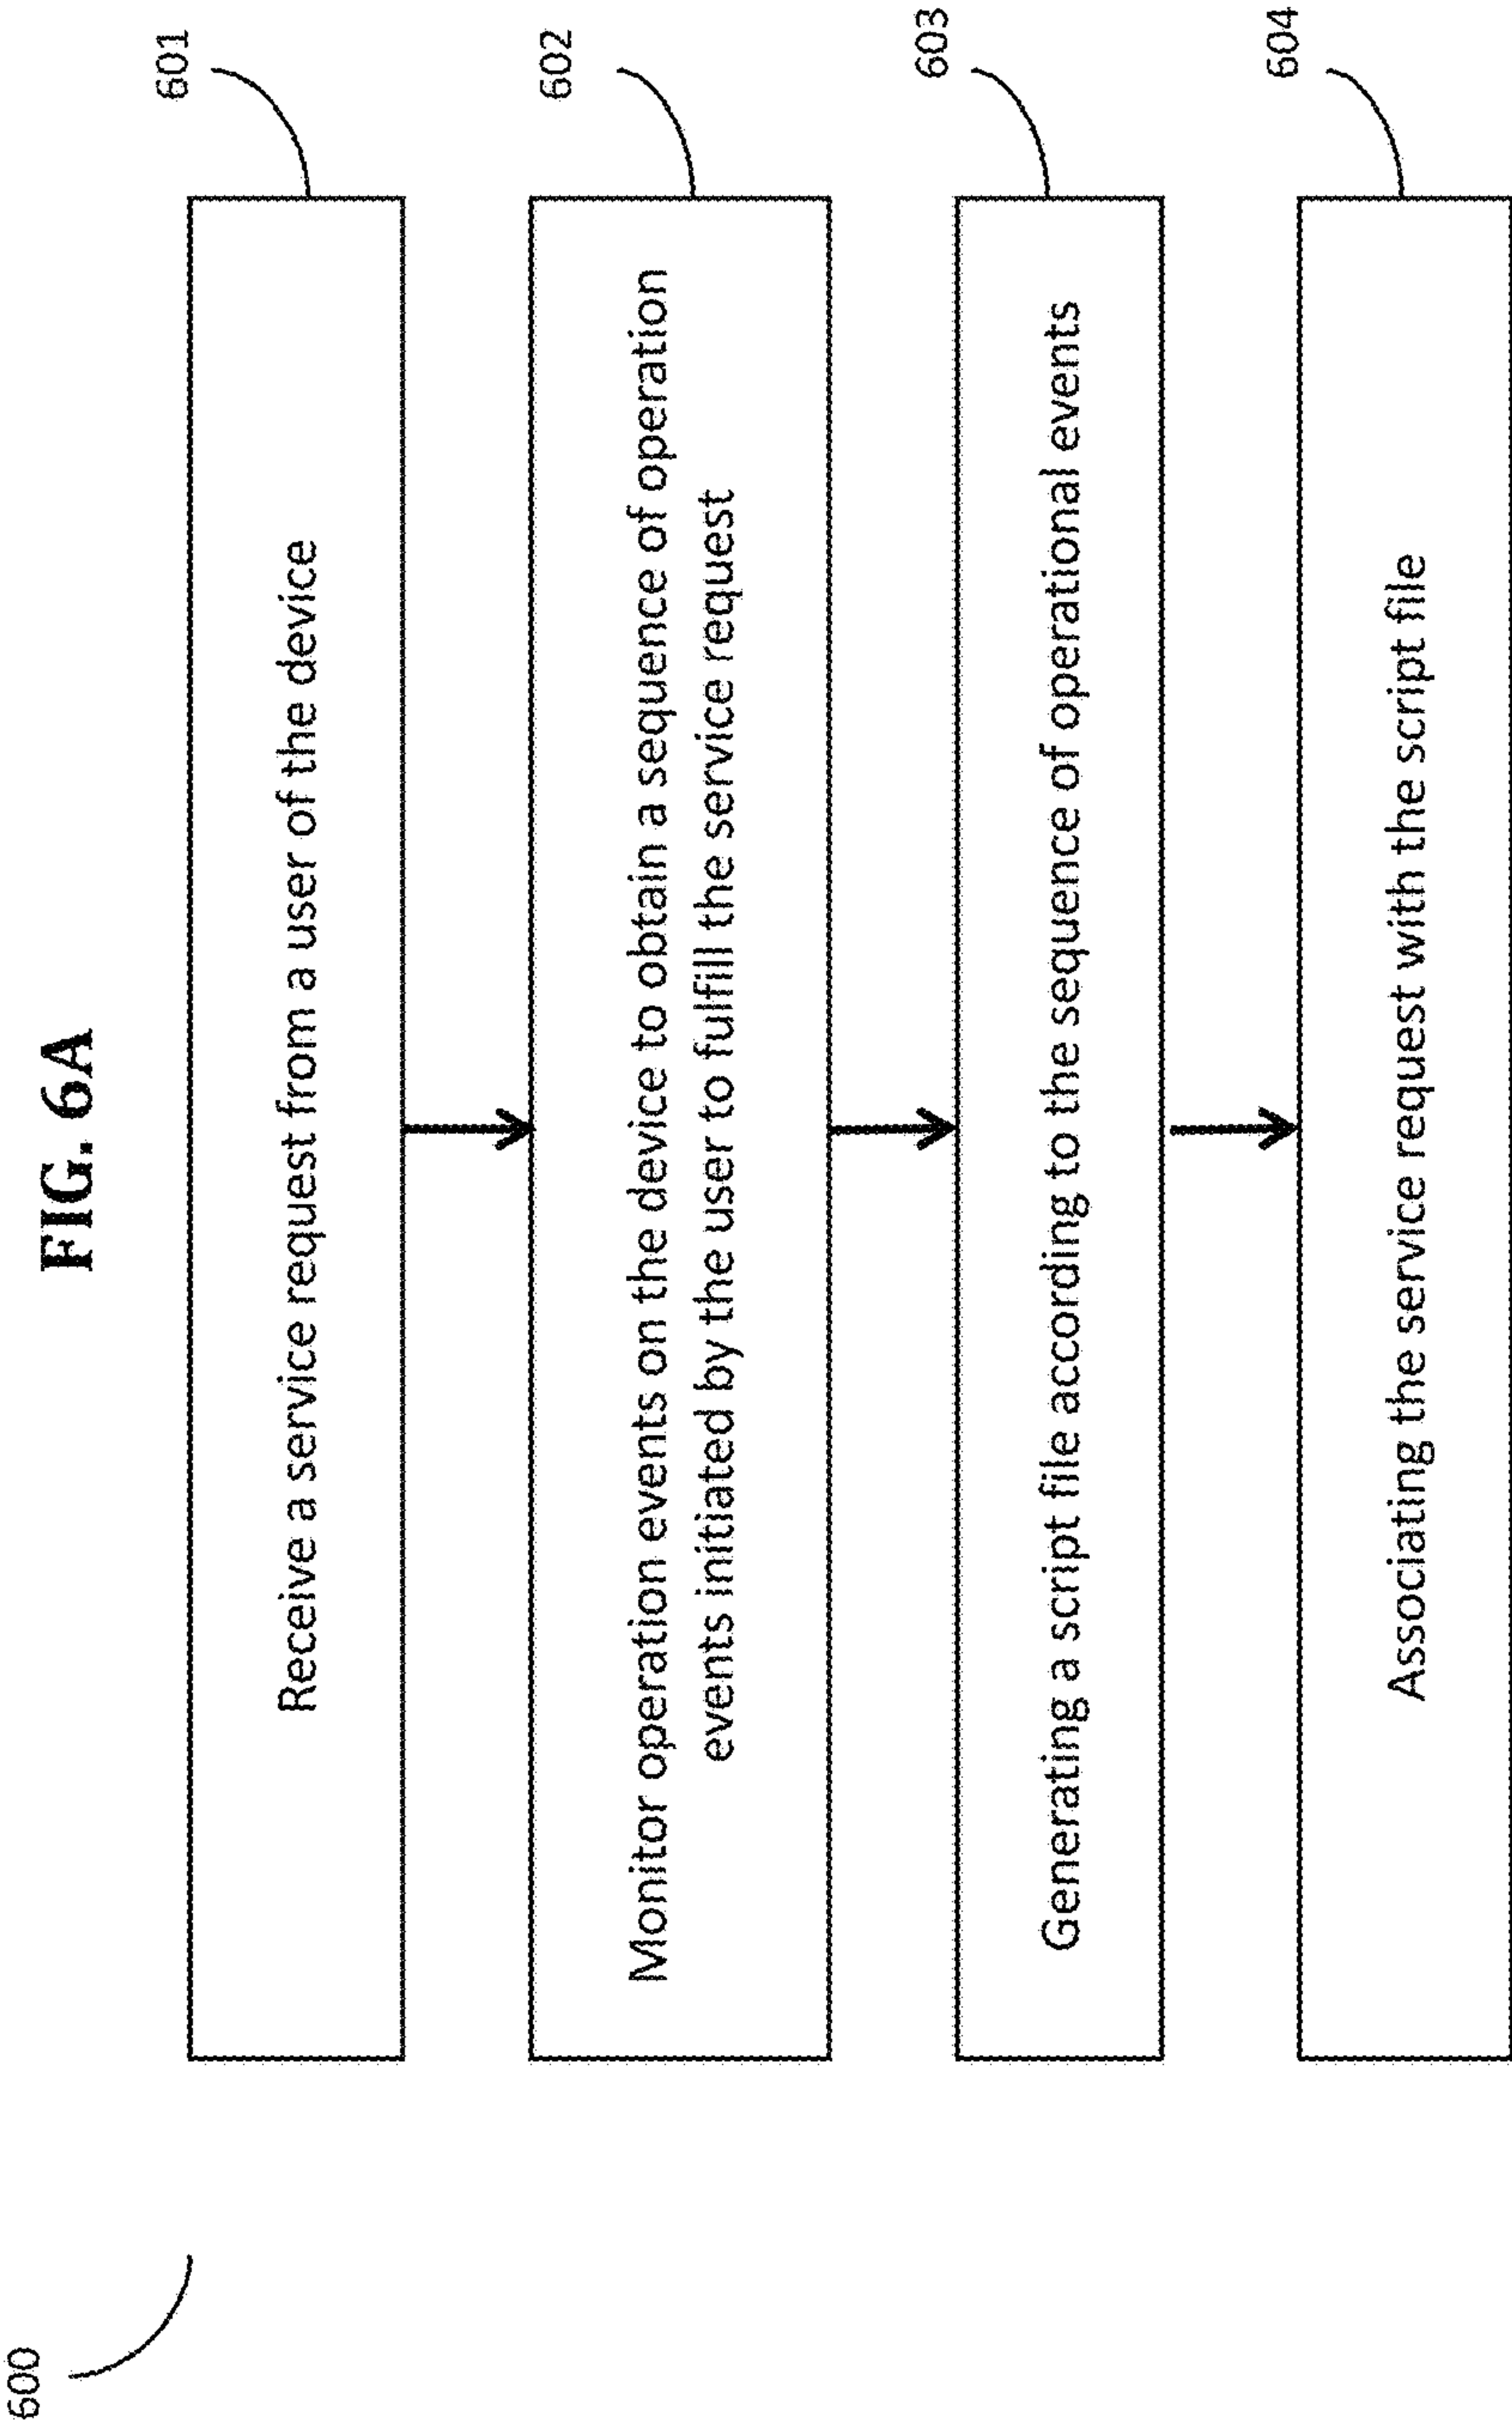 FIG. 6A
600
601
Receive a service request from a user of the device
602
Monitor operation events on the device to obtain a sequence of operation
events initiated by the user to fulfill the service request
603
Generating a script file according to the sequence of operational events
604
Associating the service request with the script file